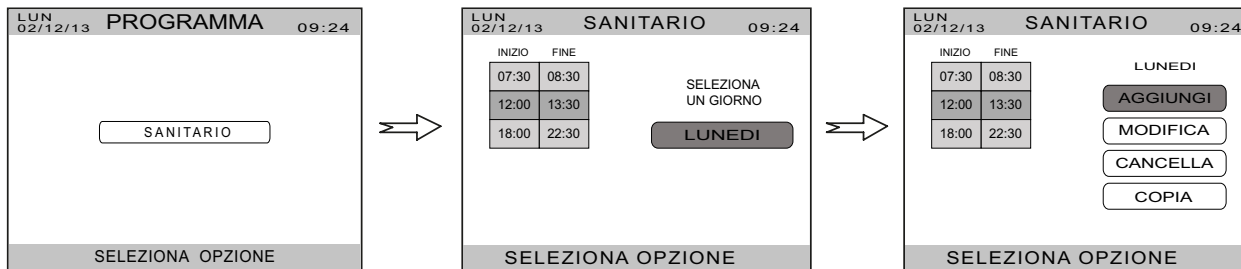 LUN
02/12/13 PROGRAMMA 09:24
SANITARIO
SELEZIONA OPZIONE
LUN
02/12/13 SANITARIO 09:24
INIZIO FINE
07:30 08:30
12:00 13:30
18:00 22:30
SELEZIONA
UN GIORNO
LUNEDI
SELEZIONA OPZIONE
LUN
02/12/13 SANITARIO 09:24
INIZIO FINE
07:30 08:30
12:00 13:30
18:00 22:30
LUNEDI
AGGIUNGI
MODIFICA
CANCELLA
COPIA
SELEZIONA OPZIONE